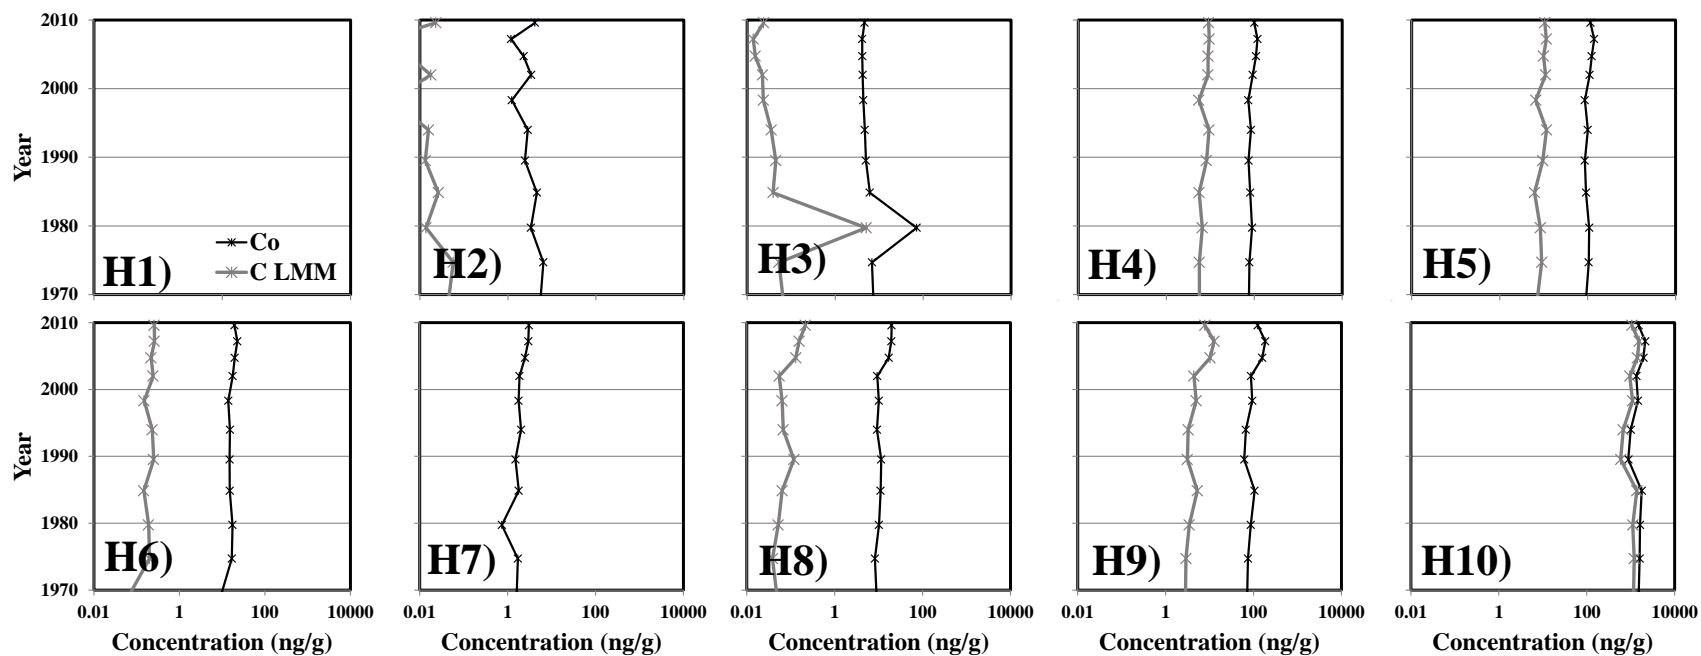 2010
2000
1990
1980
1970
Year
Co
C LMM
H1)
H2)
H3)
H4)
H5)
2010
2000
1990
1980
1970
Year
H6)
H7)
H8)
H9)
H10)
0.01 1 100 10000
0.01 1 100 10000
0.01 1 100 10000
0.01 1 100 10000
0.01 1 100 10000
Concentration (ng/g)
Concentration (ng/g)
Concentration (ng/g)
Concentration (ng/g)
Concentration (ng/g)